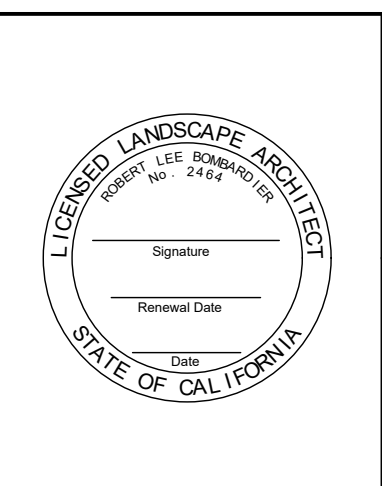 LICENSED LANDSCAPE ARCHITECT
ROBERT LEE BOMBARDIER
No. 2464
Signature
Renewal Date
Date
STATE OF CALIFORNIA